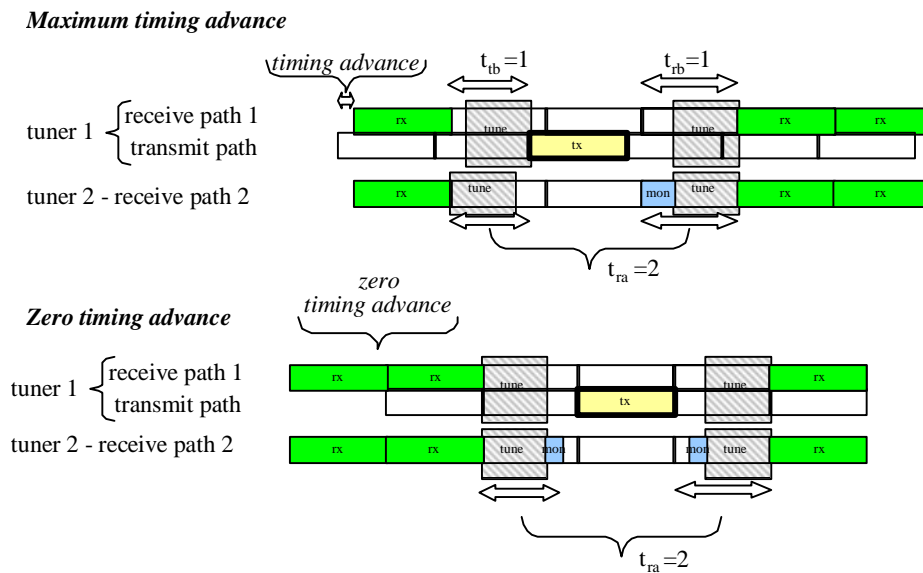 Maximum timing advance
timing advance
t_tb =1
t_rb =1
tuner 1
receive path 1
transmit path
rx
tune
tune
rx
rx
tx
tuner 2 - receive path 2
rx
tune
mon
tune
rx
rx
t_ra =2
zero
timing advance
Zero timing advance
tuner 1
receive path 1
transmit path
rx
rx
tune
tune
rx
tx
tuner 2 - receive path 2
rx
rx
tune
mon
mon
tune
rx
t_ra =2